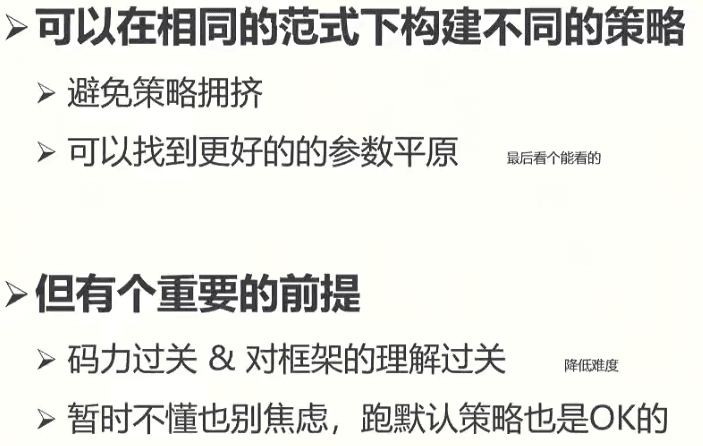 ➢可以在相同的范式下构建不同的策略
➢ 避免策略拥挤
➢ 可以找到更好的的参数平原 最后看个能看的
➢但有个重要的前提
➢ 码力过关 & 对框架的理解过关 降低难度
➢ 暂时不懂也别焦虑，跑默认策略也是OK的